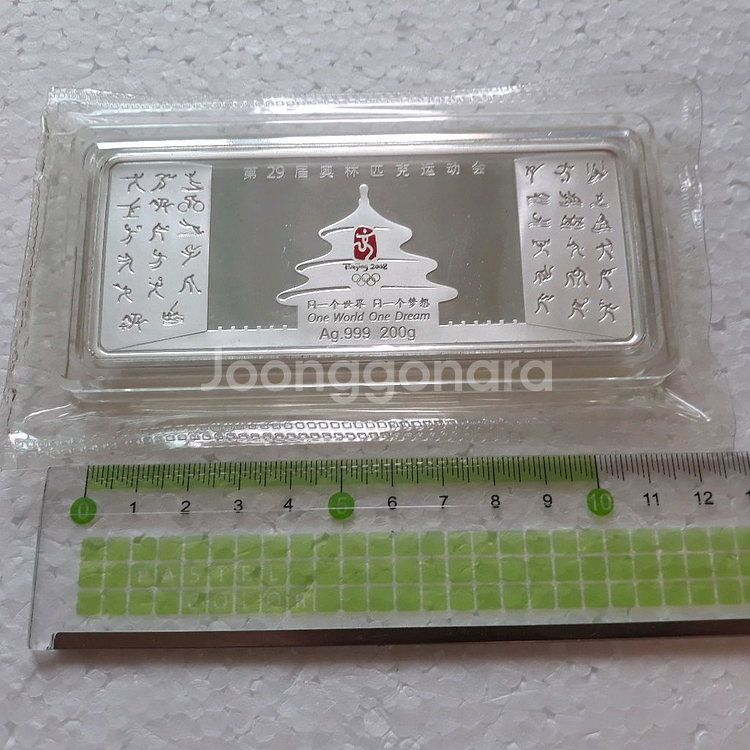 第29届奥林匹克运动会
Beijing 2008
同一个世界 同一个梦想
One World One Dream
Ag.999 200g
Joonggonara
0 1 2 3 4 5 6 7 8 9 10 11 12
PASTEL
COLOR